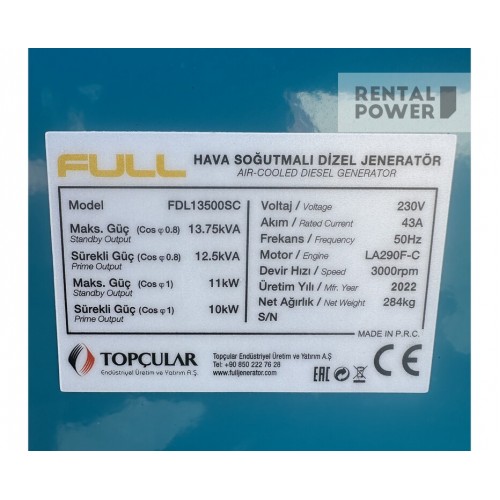 RENTAL
POWER
FULL HAVA SOĞUTMALI DİZEL JENERATÖR
AIR-COOLED DIESEL GENERATOR
Model FDL13500SC
Maks. Güç (Cos φ 0.8) 13.75kVA
Standby Output
Sürekli Güç (Cos φ 0.8) 12.5kVA
Prime Output
Maks. Güç (Cos φ 1) 11kW
Standby Output
Sürekli Güç (Cos φ 1) 10kW
Prime Output
Voltaj / Voltage 230V
Akım / Rated Current 43A
Frekans / Frequency 50Hz
Motor / Engine LA290F-C
Devir Hızı / Speed 3000rpm
Üretim Yılı / Mfr. Year 2022
Net Ağırlık / Net Weight 284kg
S/N
MADE IN P.R.C.
TOPÇULAR
Endüstriyel Üretim ve Yatırım A.Ş.
Topçular Endüstriyel Üretim ve Yatırım A.Ş.
Tel: +90 850 222 76 28
www.fulljenerator.com
EAC CE